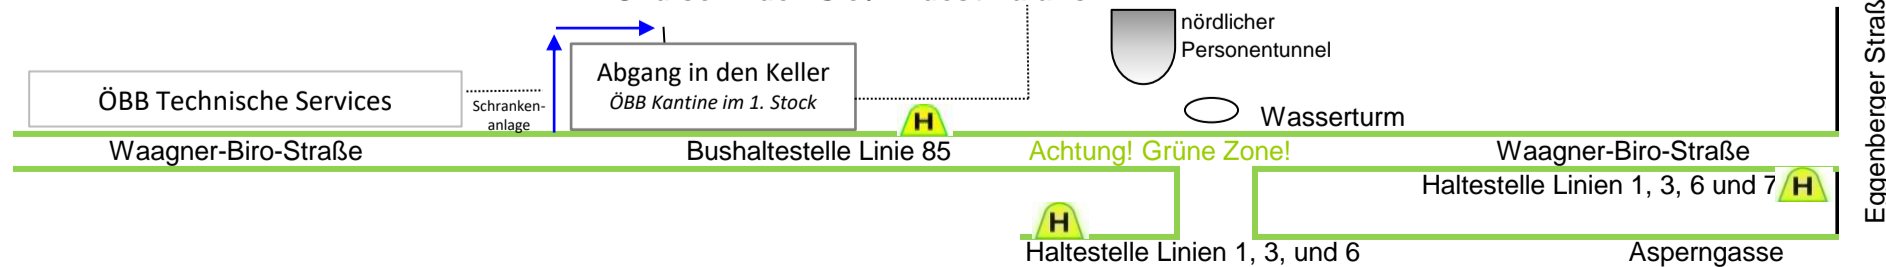 nördlicher
Personentunnel
Abgang in den Keller
ÖBB Kantine im 1. Stock
ÖBB Technische Services
Schranken-
anlage
H
Wasserturm
Waagner-Biro-Straße
Bushaltestelle Linie 85
Achtung! Grüne Zone!
Waagner-Biro-Straße
Haltestelle Linien 1, 3, 6 und 7
H
H
Haltestelle Linien 1, 3, und 6
Asperngasse
Eggenberger Straß